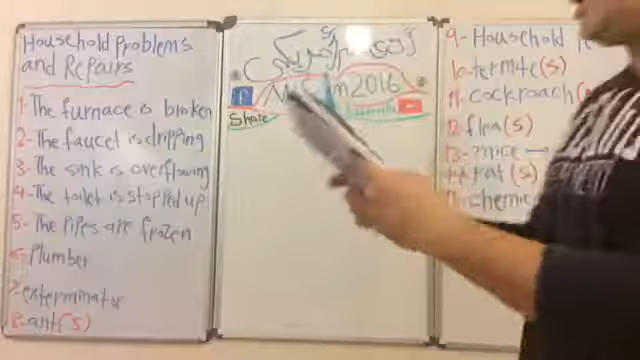 Household Problems
and Repairs
1- The furnace is broken
2- The faucet is dripping
3- The sink is overflowing
4- The toilet is stopped up
5- The pipes are frozen
6- Plumber
7- exterminator
8- ant(s)
2016
Share
9- Household
10- termite(s)
11- cockroach(
12- flea(s)
13- mice →
14- rat(s)
chemic